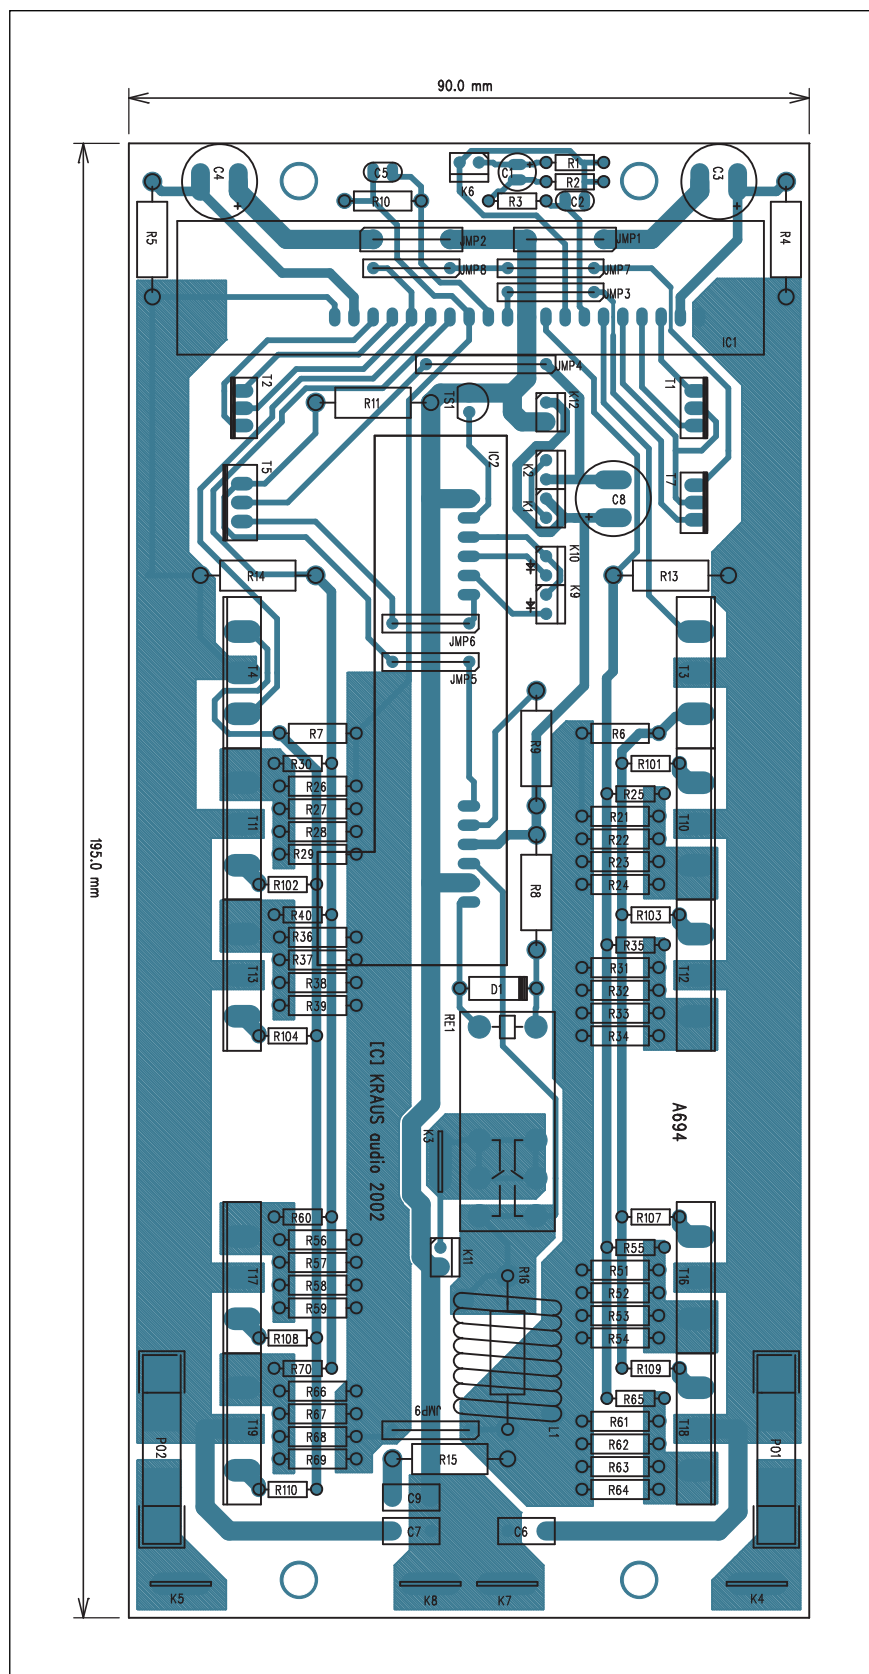 90.0 mm
195.0 mm
C4
C5
K6
C1
R1
R2
R3
C2
C3
R10
R5
R4
JMP2
JMP1
JMP8
JMP7
JMP3
IC1
JMP4
T2
R11
TS1
K12
T1
T5
IC2
K2
K1
C8
T7
K10
R14
K9
R13
JMP6
T4
JMP5
T3
R7
R9
R6
R30
R101
R26
R25
R27
R21
T11
R28
R22
T10
R29
R23
R102
R8
R24
R40
R103
R36
R35
R37
R31
T13
R38
D1
R32
T12
R39
R33
R104
RE1
R34
[C] KRAUS audio 2002
K3
A694
R60
R107
R56
K11
R55
R57
R16
R51
T17
R58
R52
T16
R59
R53
R108
R54
R70
R109
R66
R65
R67
JMP9
L1
R61
P02
T19
R68
R62
T18
P01
R69
R15
R63
R110
C9
R64
C7
C6
K5
K8
K7
K4